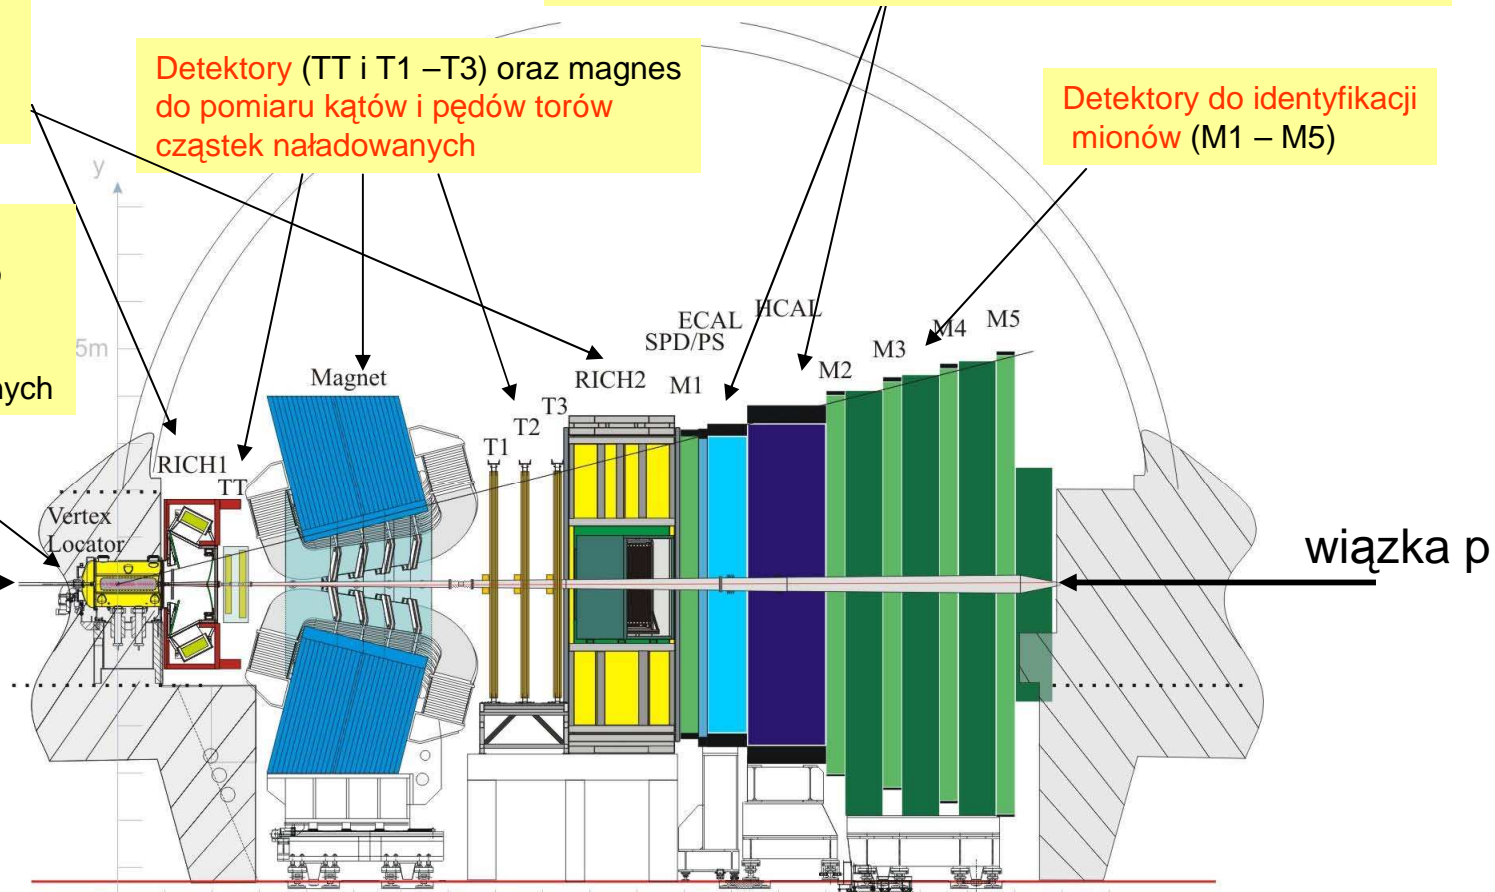 Detektory (TT i T1 –T3) oraz magnes
do pomiaru kątów i pędów torów
cząstek naładowanych
Detektory do identyfikacji
mionów (M1 – M5)
y
5m
nych
HCAL
ECAL
SPD/PS
M5
M4
M3
M2
M1
RICH2
Magnet
T3
T2
T1
RICH1
TT
Vertex
Locator
wiązka p